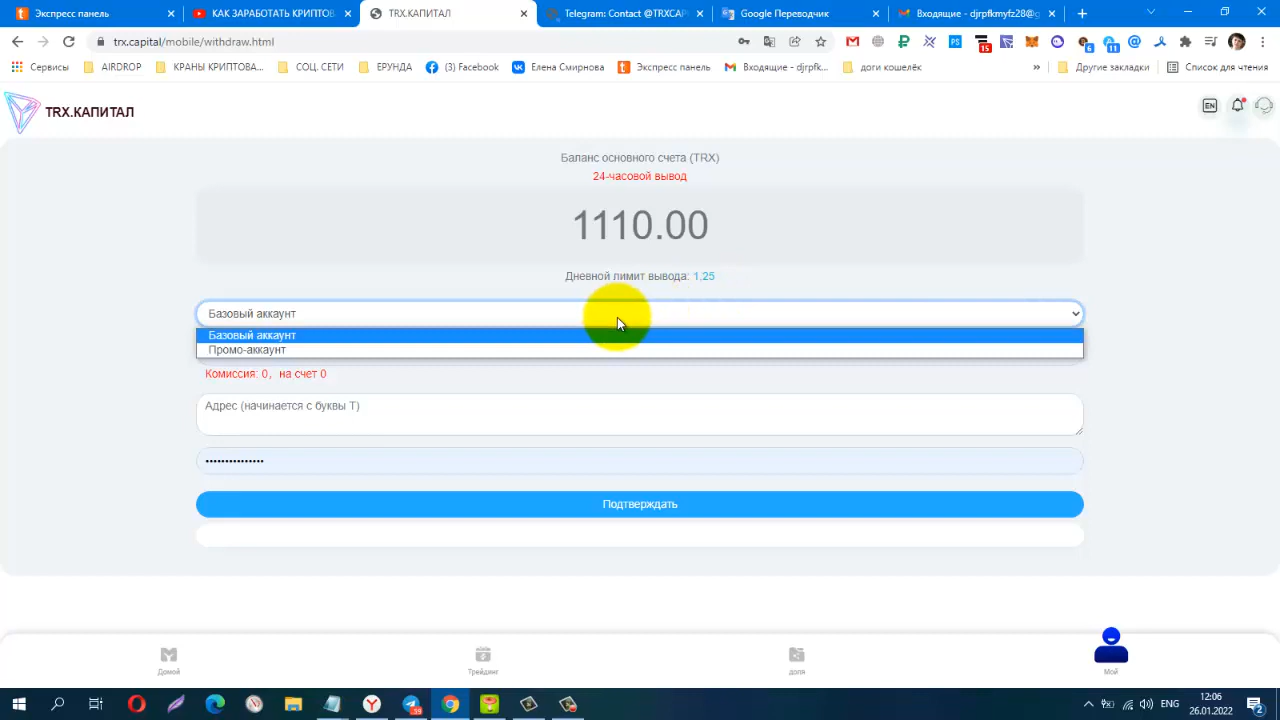 Экспресс панель
КАК ЗАРАБОТАТЬ КРИПТОВ
TRX.КАПИТАЛ
Telegram: Contact @TRXCAP
Google Переводчик
Входящие - djrpfkmyfz28@g
trx.capital/mobile/withdraw.html
15
6
11
Сервисы
AIRDROP
КРАНЫ КРИПТОВА...
СОЦ. СЕТИ
ЕРУНДА
(3) Facebook
Елена Смирнова
Экспресс панель
Входящие - djrpfk...
доги кошелёк
»
Другие закладки
Список для чтения
TRX.КАПИТАЛ
EN
Баланс основного счета (TRX)
24-часовой вывод
1110.00
Дневной лимит вывода: 1,25
Базовый аккаунт
Базовый аккаунт
Промо-аккаунт
Комиссия: 0, на счет 0
Адрес (начинается с буквы T)
•••••••••••••••
Подтверждать
Домой
Трейдинг
доля
Мой
ENG
12:06
26.01.2022
2